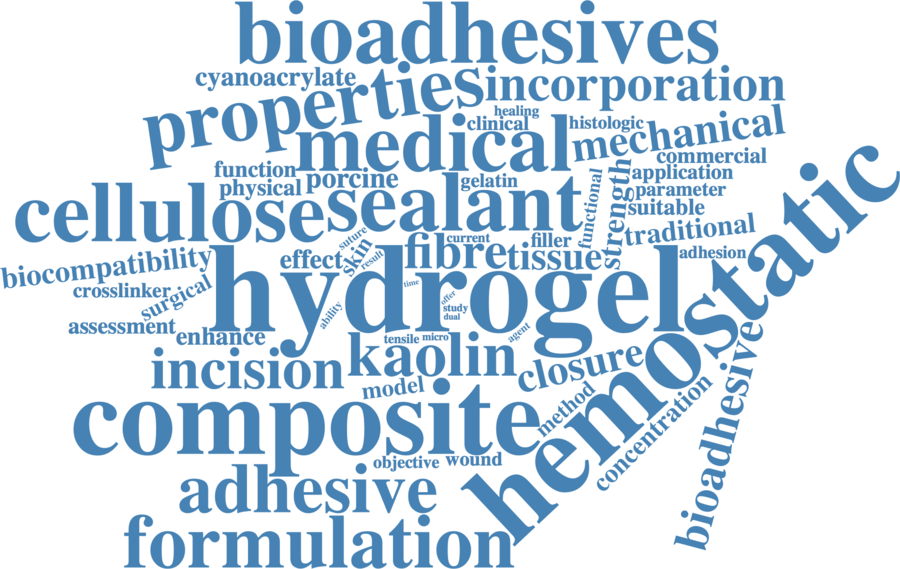 bioadhesives
cyanoacrylate
properties
incorporation
healing
clinical
histologic
medical
mechanical
commercial
function
physical
porcine
gelatin
functional
strength
application
parameter
suitable
cellulose
sealant
traditional
hemostatic
biocompatibility
effect
suture
skin
result
fibre
current
filler
tissue
adhesion
crosslinker
surgical
hydrogel
time
offer
study
dual
ability
assessment
enhance
tensile
micro
agent
incision
kaolin
closure
bioadhesive
model
method
concentration
composite
objective
wound
adhesive
formulation